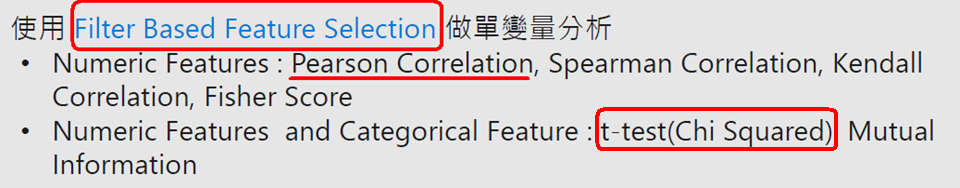 使用 Filter Based Feature Selection 做單變量分析
• Numeric Features : Pearson Correlation, Spearman Correlation, Kendall
Correlation, Fisher Score
• Numeric Features and Categorical Feature : t-test(Chi Squared) Mutual
Information